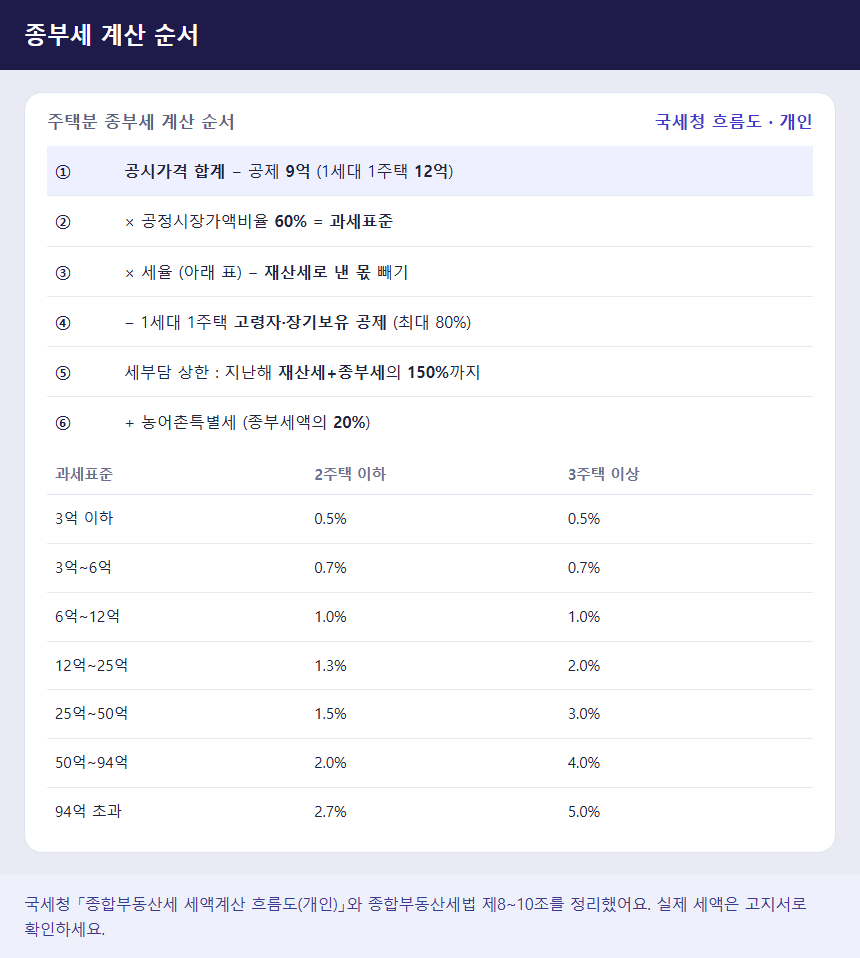 종부세 계산 순서
주택분 종부세 계산 순서 국세청 흐름도 · 개인
① 공시가격 합계 − 공제 9억 (1세대 1주택 12억)
② × 공정시장가액비율 60% = 과세표준
③ × 세율 (아래 표) − 재산세로 낸 몫 빼기
④ − 1세대 1주택 고령자·장기보유 공제 (최대 80%)
⑤ 세부담 상한 : 지난해 재산세+종부세의 150%까지
⑥ + 농어촌특별세 (종부세액의 20%)
과세표준 2주택 이하 3주택 이상
3억 이하 0.5% 0.5%
3억~6억 0.7% 0.7%
6억~12억 1.0% 1.0%
12억~25억 1.3% 2.0%
25억~50억 1.5% 3.0%
50억~94억 2.0% 4.0%
94억 초과 2.7% 5.0%
국세청 「종합부동산세 세액계산 흐름도(개인)」와 종합부동산세법 제8~10조를 정리했어요. 실제 세액은 고지서로
확인하세요.